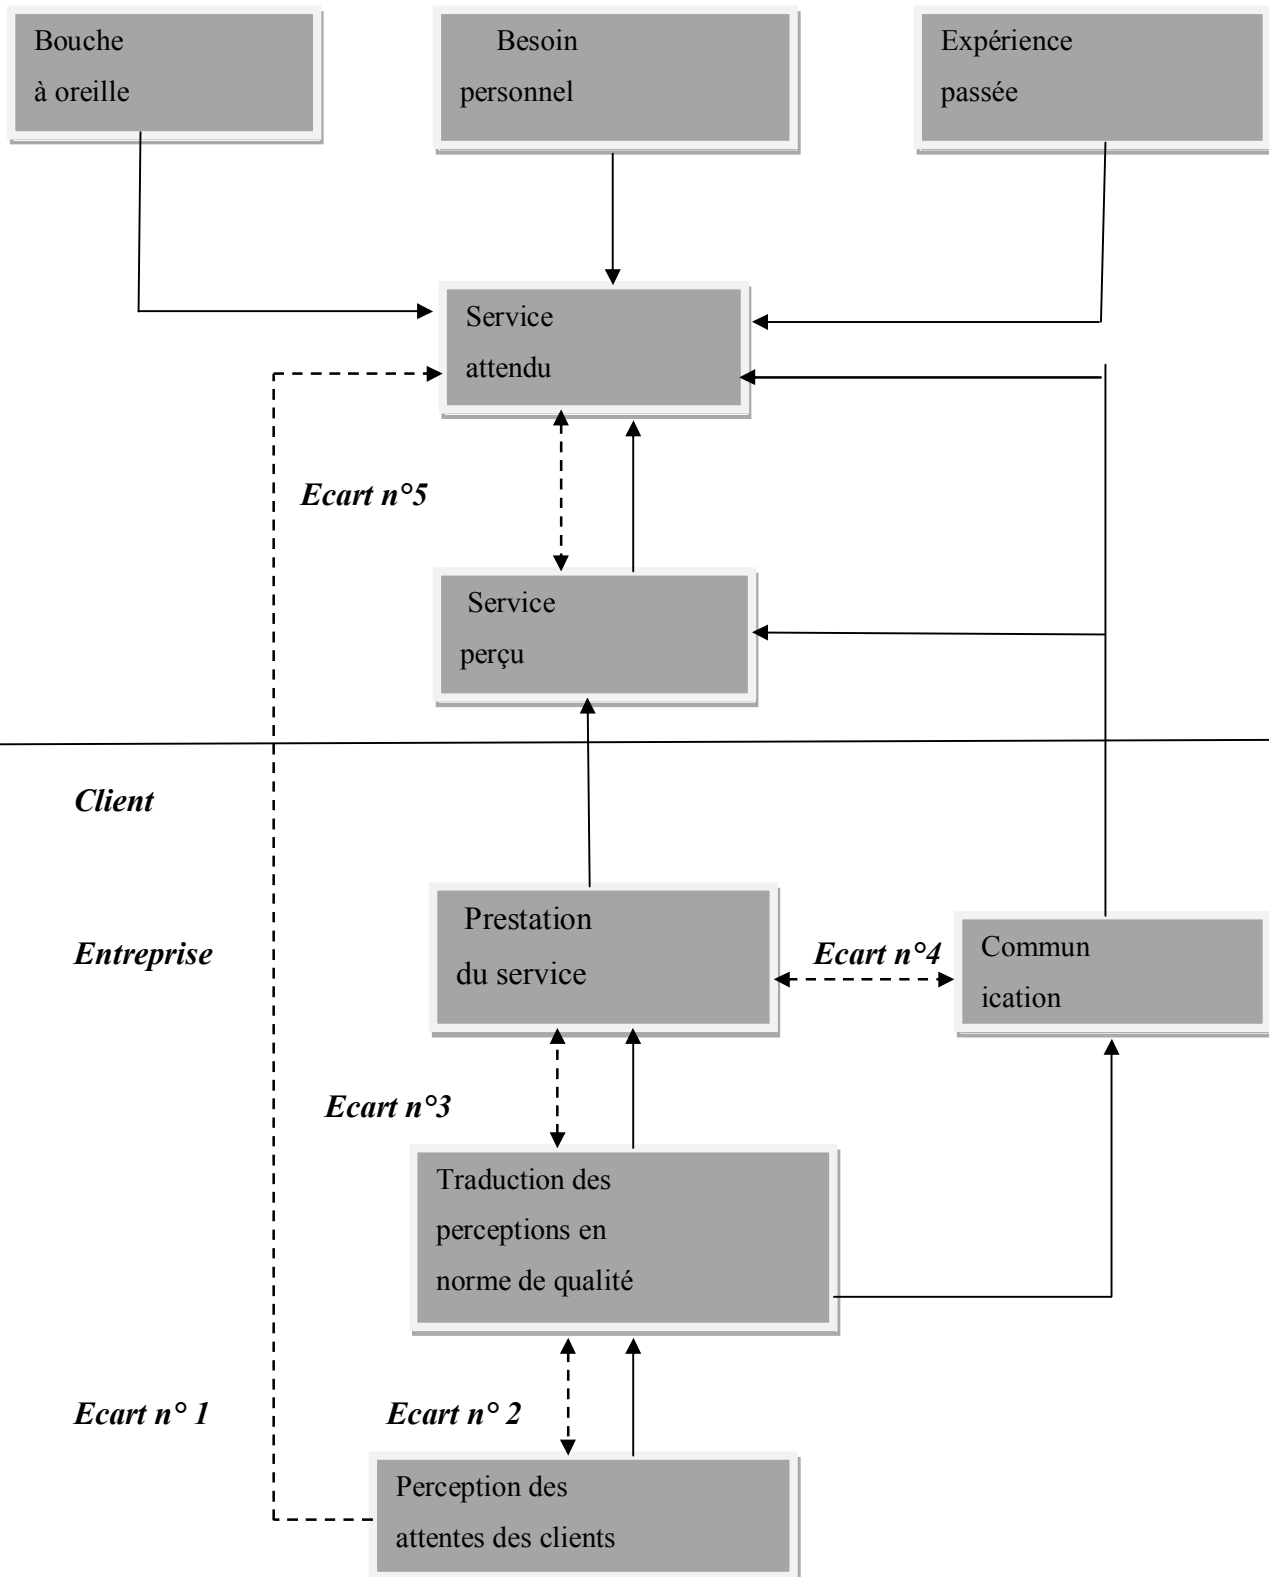 Bouche
à oreille
Besoin
personnel
Expérience
passée
Service
attendu
Ecart n°5
Service
perçu
Client
Entreprise
Prestation
du service
Ecart n°4
Commun
ication
Ecart n°3
Traduction des
perceptions en
norme de qualité
Ecart n° 1
Ecart n° 2
Perception des
attentes des clients